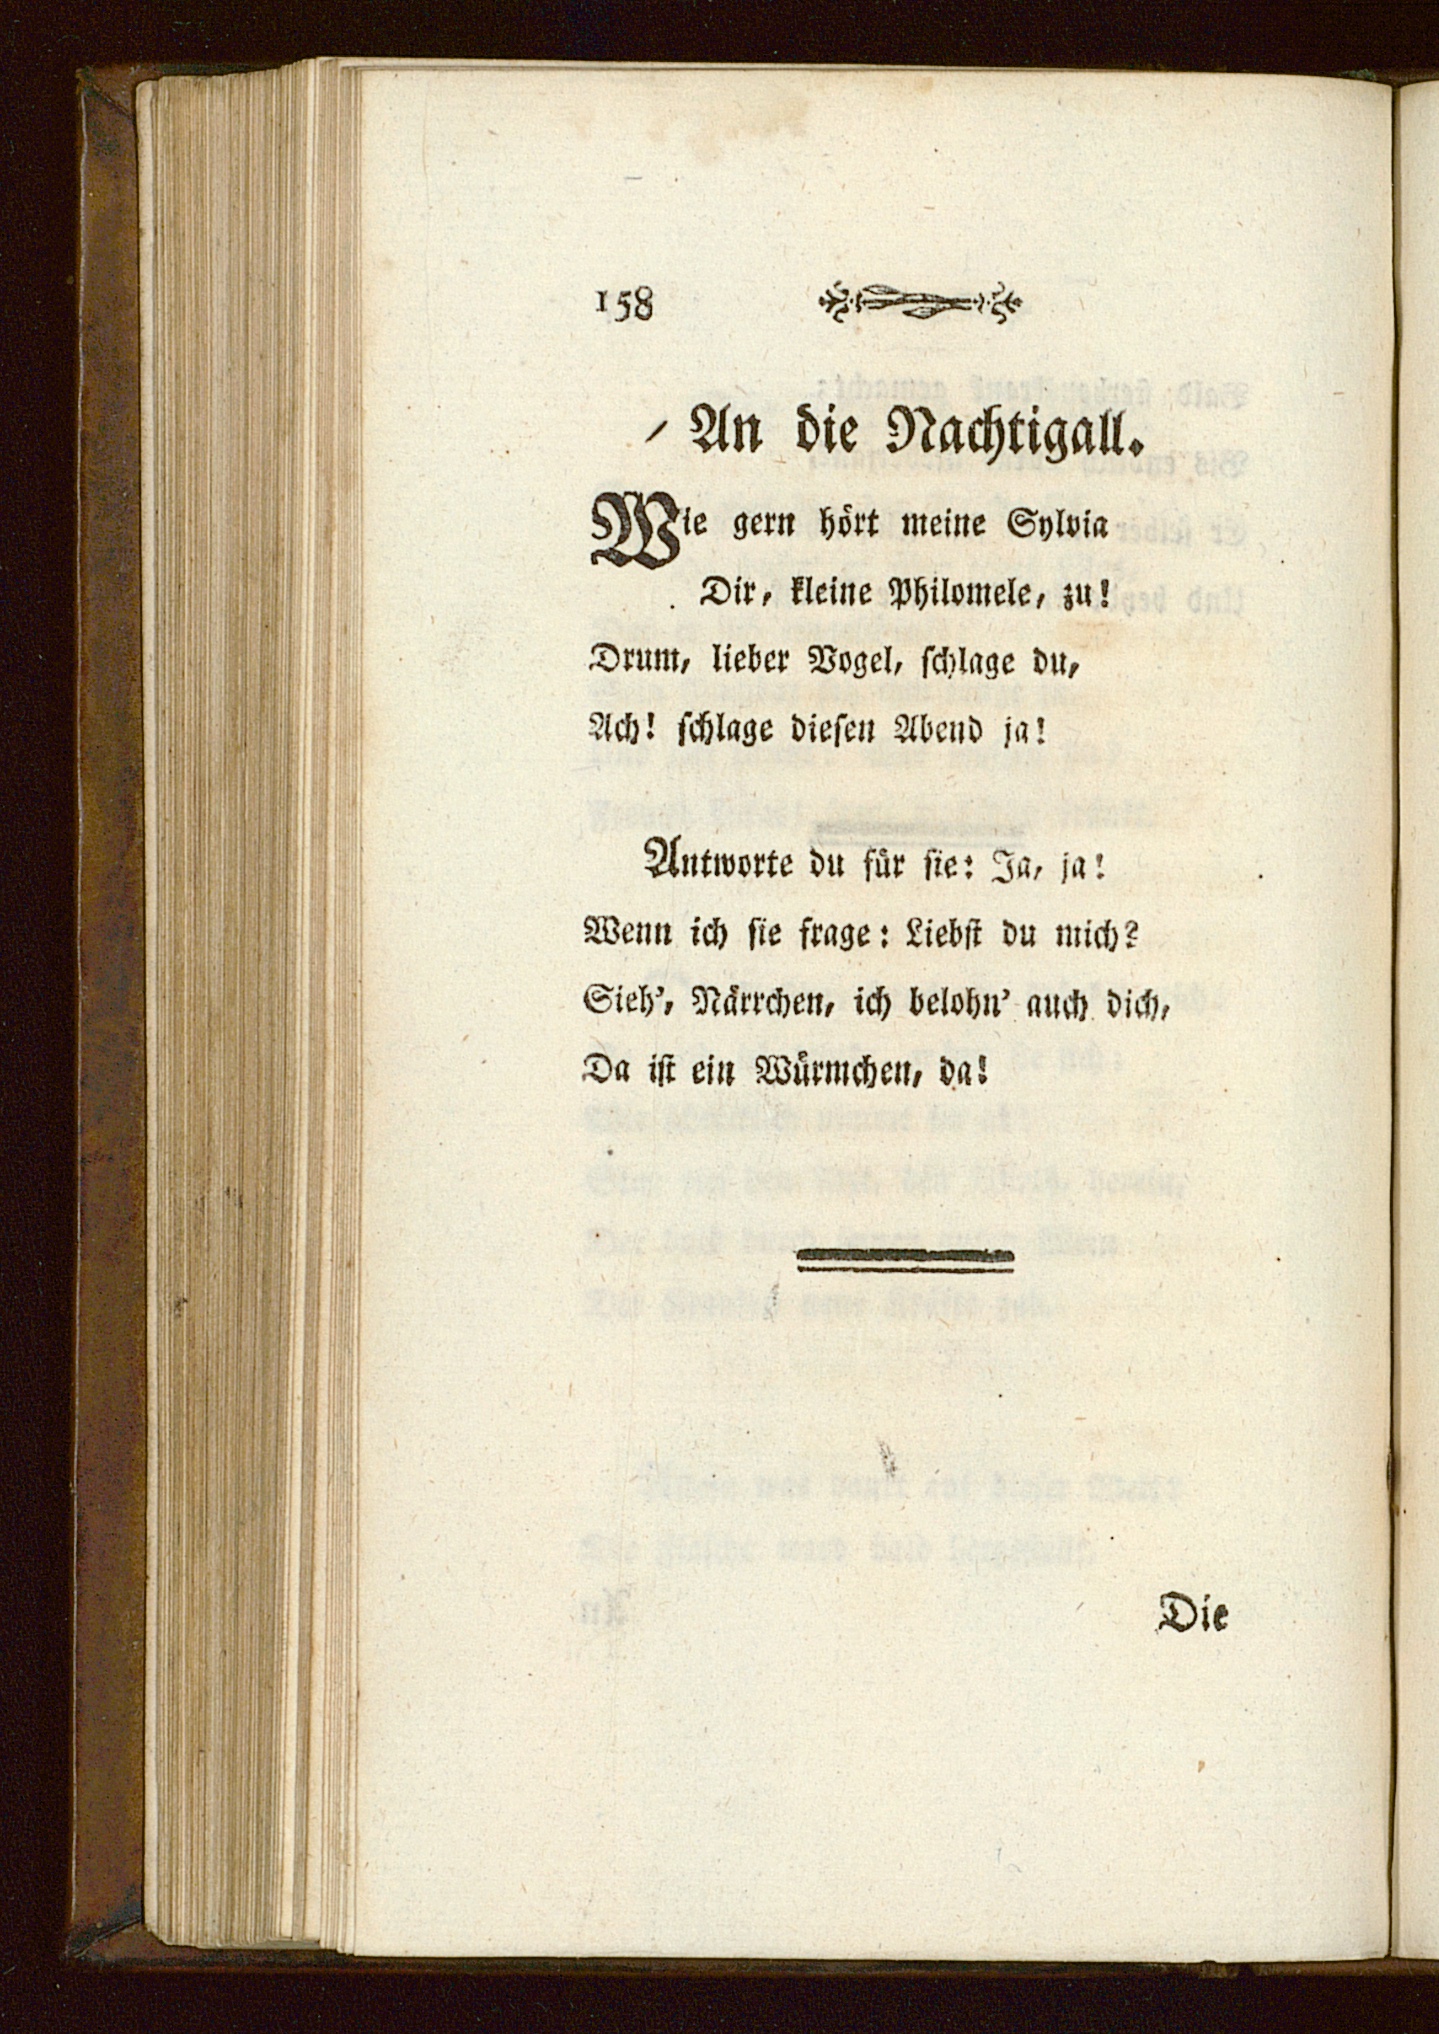 158
An die Nachtigall.
Wie gern hört meine Sylvia
Dir, kleine Philomele, zu!
Drum, lieber Vogel, ſchlage du,
Ach! ſchlage dieſen Abend ja!
Antworte du für ſie: Ja, ja!
Wenn ich ſie frage: Liebſt du mich?
Sieh', Närrchen, ich belohn' auch dich,
Da iſt ein Würmchen, da!
Die